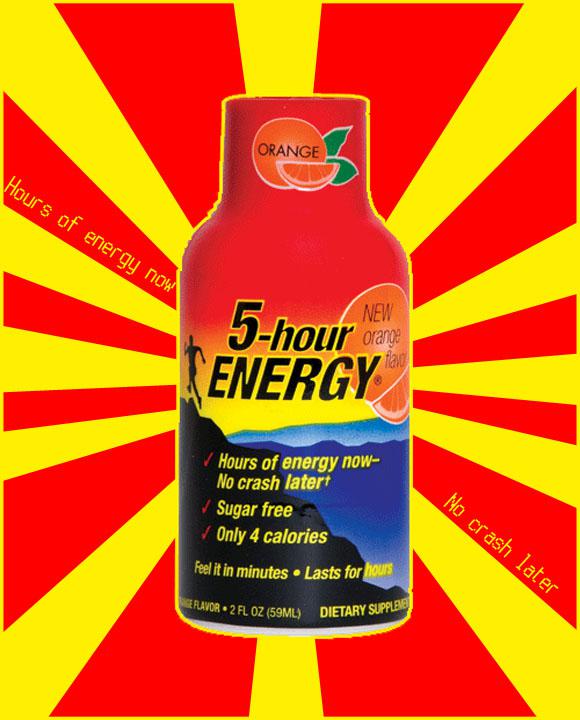 ORANGE
Hours of energy now
NEW
orange
flavor
5-hour
ENERGY®
✓ Hours of energy now–
No crash later†
✓ Sugar free
✓ Only 4 calories
Feel it in minutes • Lasts for hours
No crash later
NGE FLAVOR • 2 FL OZ (59ML) DIETARY SUPPLEMEN